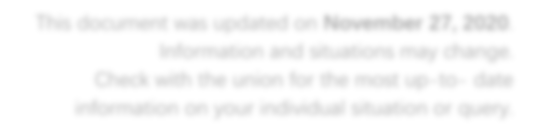 This document was updated on November 27, 2020.
Information and situations may change.
Check with the union for the most up-to- date
information on your individual situation or query.